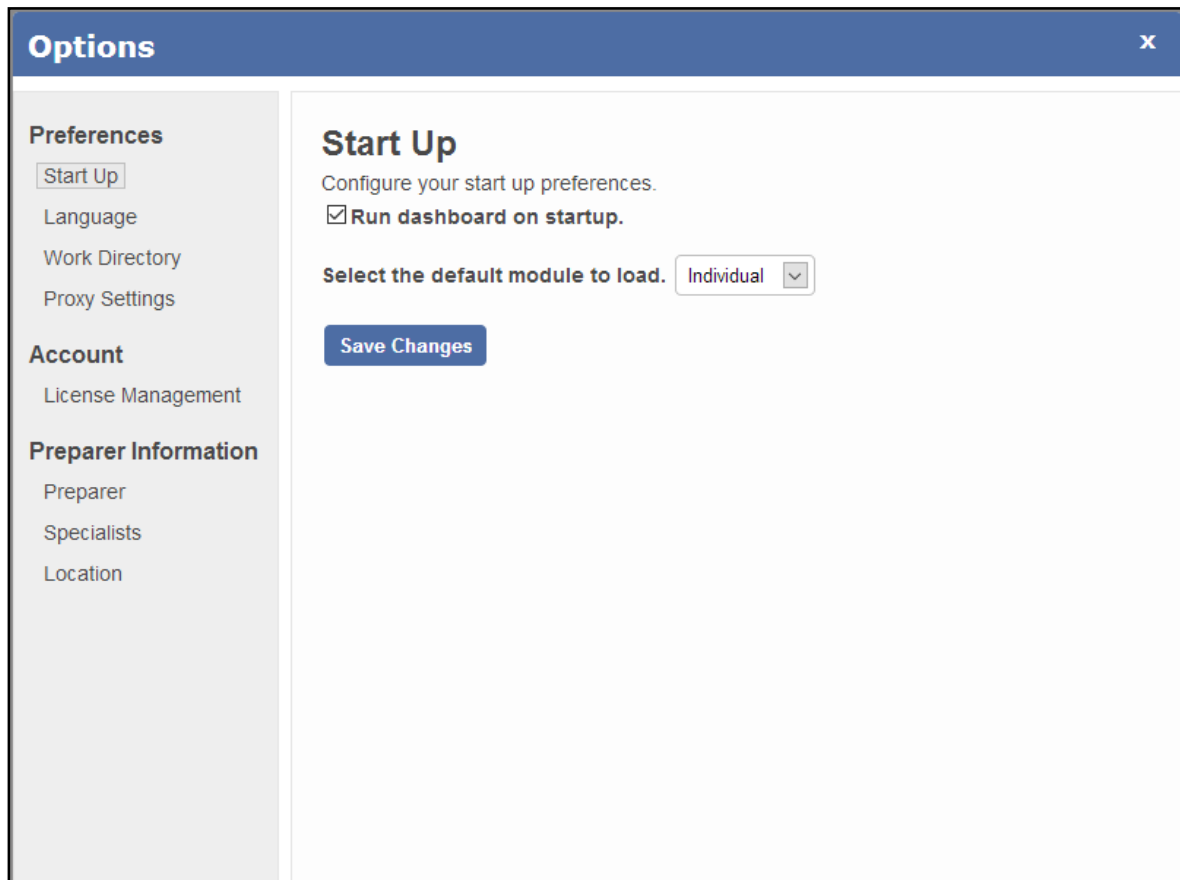 Options
x
Preferences
Start Up
Language
Work Directory
Proxy Settings
Account
License Management
Preparer Information
Preparer
Specialists
Location
Start Up
Configure your start up preferences.
Run dashboard on startup.
Select the default module to load. Individual
Save Changes